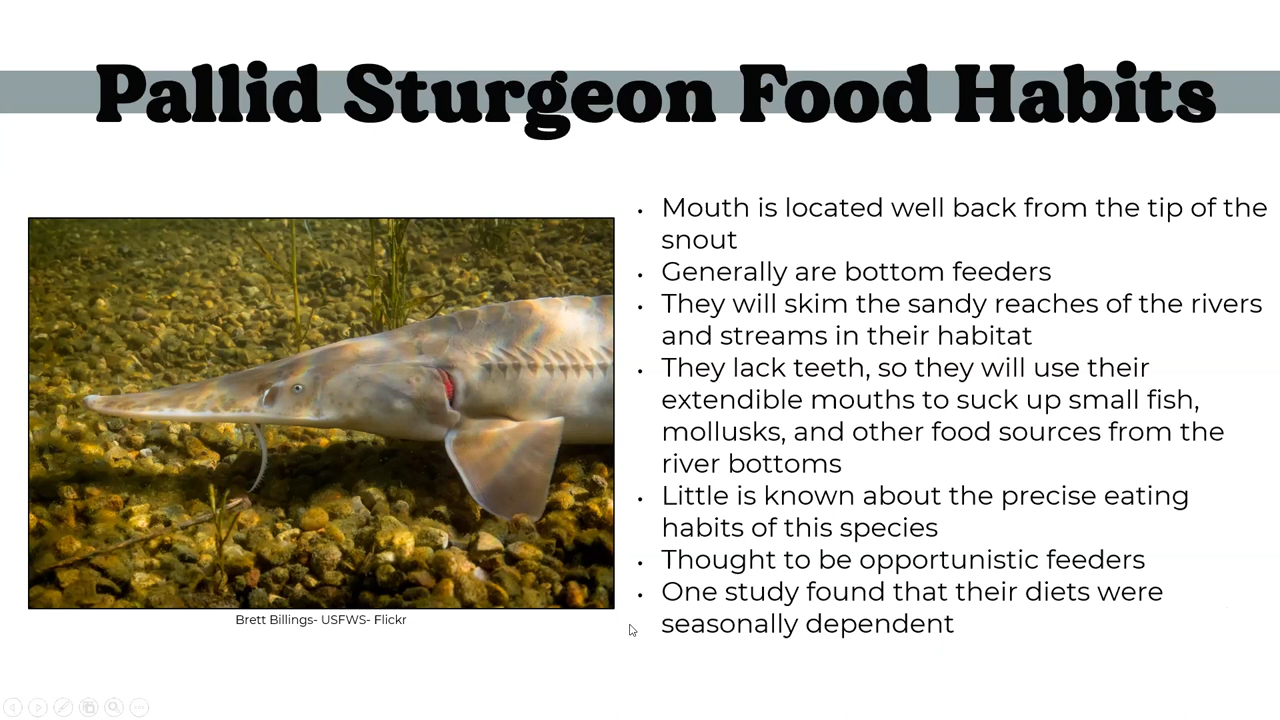 Pallid Sturgeon Food Habits
• Mouth is located well back from the tip of the
snout
• Generally are bottom feeders
• They will skim the sandy reaches of the rivers
and streams in their habitat
• They lack teeth, so they will use their
extendible mouths to suck up small fish,
mollusks, and other food sources from the
river bottoms
• Little is known about the precise eating
habits of this species
• Thought to be opportunistic feeders
• One study found that their diets were
seasonally dependent
Brett Billings- USFWS- Flickr